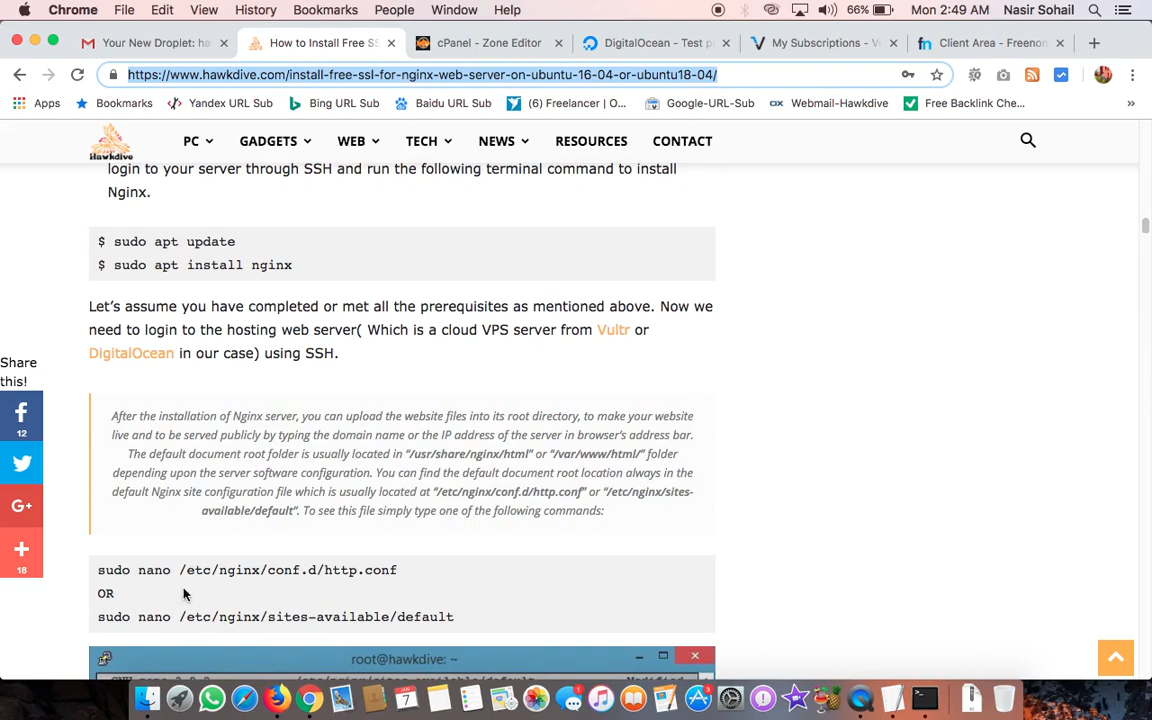 Chrome File Edit View History Bookmarks People Window Help 66% Mon 2:49 AM Nasir Sohail
Your New Droplet: ha × How to Install Free SS × cPanel - Zone Editor × DigitalOcean - Test p × My Subscriptions - Vu × Client Area - Freenom ×
https://www.hawkdive.com/install-free-ssl-for-nginx-web-server-on-ubuntu-16-04-or-ubuntu18-04/
Apps Bookmarks Yandex URL Sub Bing URL Sub Baidu URL Sub (6) Freelancer | O... Google-URL-Sub Webmail-Hawkdive Free Backlink Che... »
Hawkdive PC GADGETS WEB TECH NEWS RESOURCES CONTACT
login to your server through SSH and run the following terminal command to install
Nginx.
$ sudo apt update
$ sudo apt install nginx
Let's assume you have completed or met all the prerequisites as mentioned above. Now we
need to login to the hosting web server( Which is a cloud VPS server from Vultr or
DigitalOcean in our case) using SSH.
Share
this!
12
G+
18
After the installation of Nginx server, you can upload the website files into its root directory, to make your website
live and to be served publicly by typing the domain name or the IP address of the server in browser's address bar.
The default document root folder is usually located in "/usr/share/nginx/html" or "/var/www/html/" folder
depending upon the server software configuration. You can find the default document root location always in the
default Nginx site configuration file which is usually located at "/etc/nginx/conf.d/http.conf" or "/etc/nginx/sites-
available/default". To see this file simply type one of the following commands:
sudo nano /etc/nginx/conf.d/http.conf
OR
sudo nano /etc/nginx/sites-available/default
root@hawkdive: ~